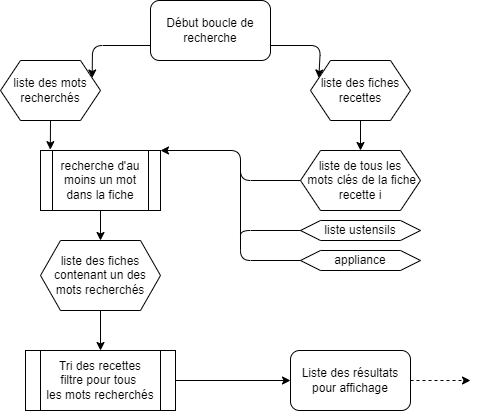 Début boucle de
recherche
liste des mots
recherchés
liste des fiches
recettes
recherche d'au
moins un mot
dans la fiche
liste de tous les
mots clés de la fiche
recette i
liste ustensils
appliance
liste des fiches
contenant un des
mots recherchés
Tri des recettes
filtre pour tous
les mots recherchés
Liste des résultats
pour affichage